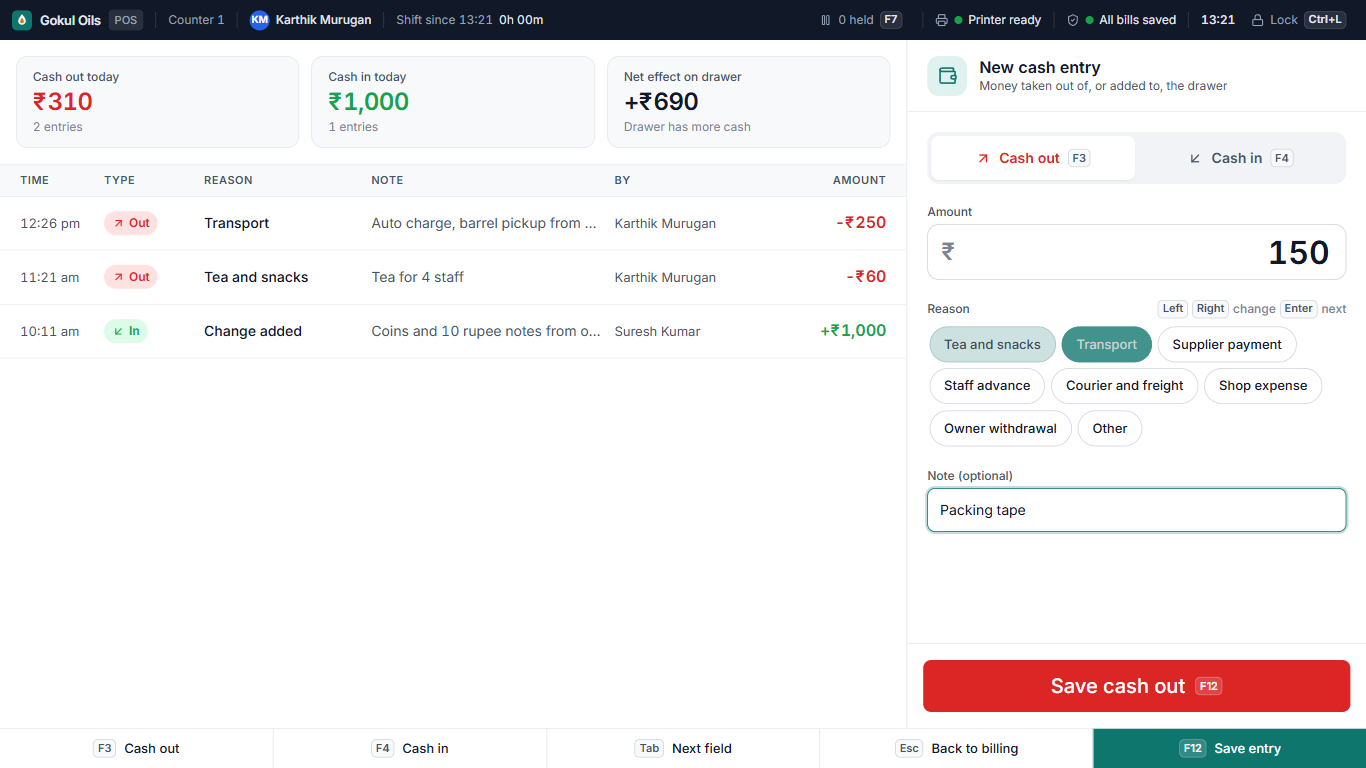 Gokul Oils POS Counter 1 KM Karthik Murugan Shift since 13:21 0h 00m 0 held F7 Printer ready All bills saved 13:21 Lock Ctrl+L
Cash out today
₹310
2 entries
Cash in today
₹1,000
1 entries
Net effect on drawer
+₹690
Drawer has more cash
TIME TYPE REASON NOTE BY AMOUNT
12:26 pm Out Transport Auto charge, barrel pickup from ... Karthik Murugan -₹250
11:21 am Out Tea and snacks Tea for 4 staff Karthik Murugan -₹60
10:11 am In Change added Coins and 10 rupee notes from o... Suresh Kumar +₹1,000
New cash entry
Money taken out of, or added to, the drawer
Cash out F3 Cash in F4
Amount
₹ 150
Reason Left Right change Enter next
Tea and snacks Transport Supplier payment
Staff advance Courier and freight Shop expense
Owner withdrawal Other
Note (optional)
Packing tape
Save cash out F12
F3 Cash out F4 Cash in Tab Next field Esc Back to billing F12 Save entry